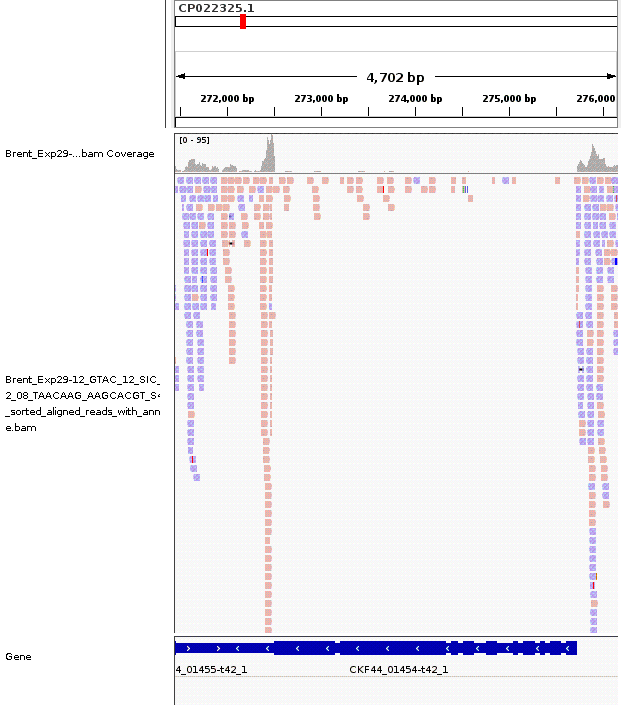 CP022325.1
4,702 bp
272,000 bp 273,000 bp 274,000 bp 275,000 bp 276,000
Brent_Exp29-...bam Coverage
[0 - 95]
Brent_Exp29-12_GTAC_12_SIC_
2_08_TAACAAG_AAGCACGT_S
_sorted_aligned_reads_with_ann
e.bam
Gene
4_01455-t42_1 CKF44_01454-t42_1